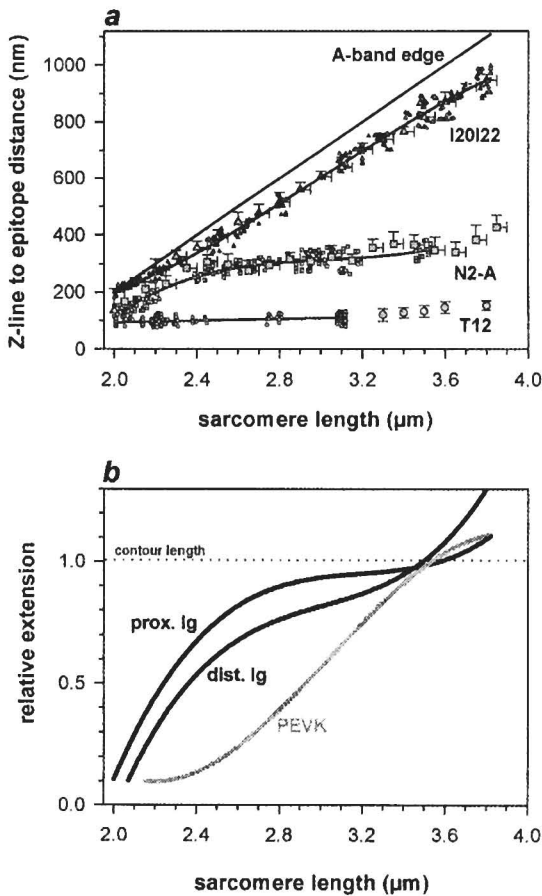 a
Z-line to epitope distance (nm)
1000
800
600
400
200
0
A-band edge
I20I22
N2-A
T12
2.0 2.4 2.8 3.2 3.6 4.0
sarcomere length (µm)
b
relative extension
1.0
0.5
0.0
contour length
prox. Ig
dist. Ig
PEVK
2.0 2.4 2.8 3.2 3.6 4.0
sarcomere length (µm)